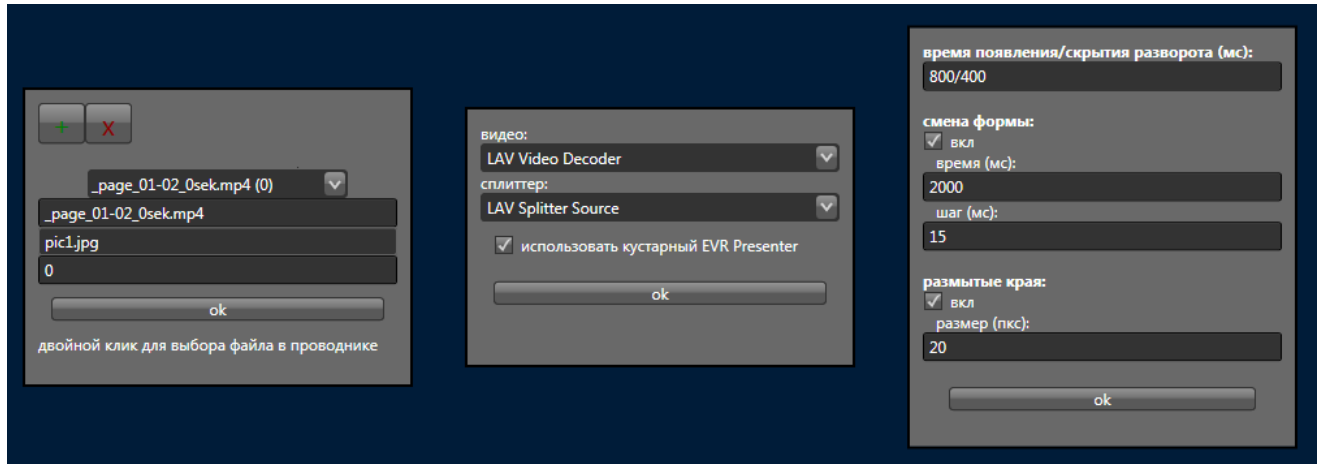 + X
_page_01-02_0sek.mp4 (0)
_page_01-02_0sek.mp4
pic1.jpg
0
ok
двойной клик для выбора файла в проводнике
видео:
LAV Video Decoder
сплиттер:
LAV Splitter Source
использовать кустарный EVR Presenter
ok
время появления/скрытия разворота (мс):
800/400
смена формы:
вкл
время (мс):
2000
шаг (мс):
15
размытые края:
вкл
размер (пкс):
20
ok